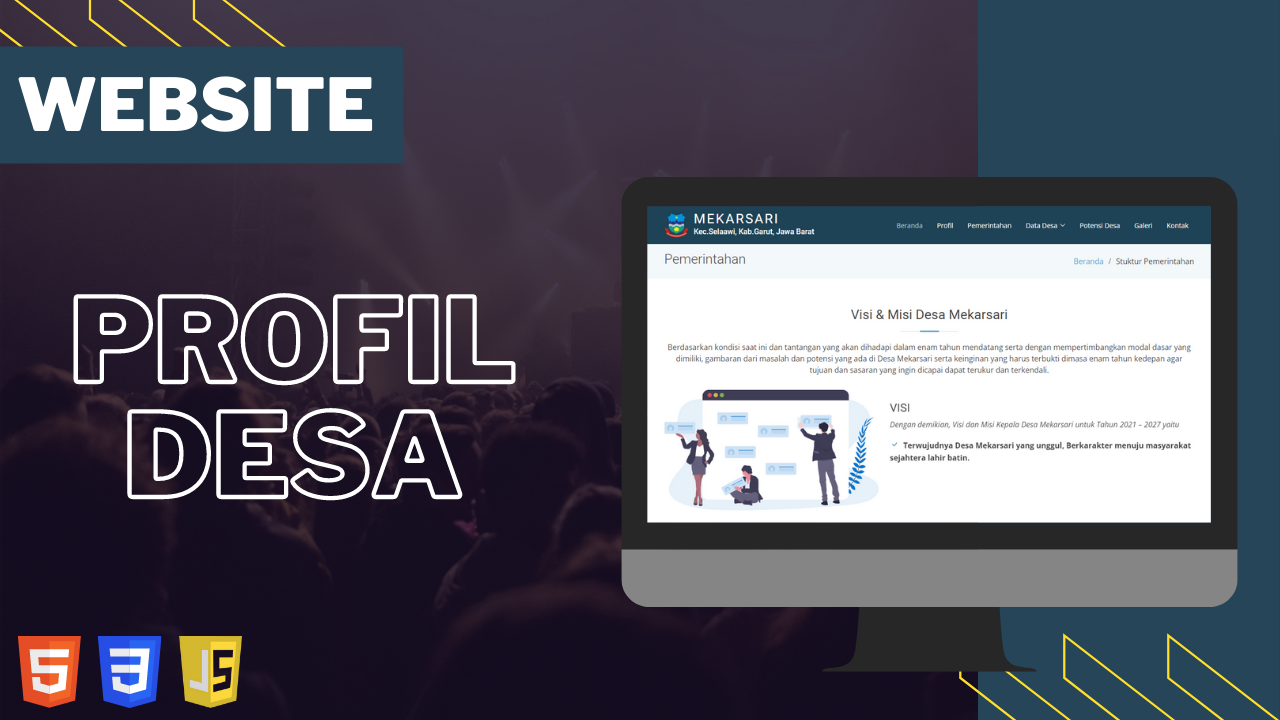 WEBSITE
PROFIL
DESA
MEKARSARI
Kec.Selaawi, Kab.Garut, Jawa Barat
Beranda Profil Pemerintahan Data Desa Potensi Desa Galeri Kontak
Pemerintahan
Beranda / Stuktur Pemerintahan
Visi & Misi Desa Mekarsari
Berdasarkan kondisi saat ini dan tantangan yang akan dihadapi dalam enam tahun mendatang serta dengan mempertimbangkan modal dasar yang
dimiliki, gambaran dari masalah dan potensi yang ada di Desa Mekarsari serta keinginan yang harus terbukti dimasa enam tahun kedepan agar
tujuan dan sasaran yang ingin dicapai dapat terukur dan terkendali.
VISI
Dengan demikian, Visi dan Misi Kepala Desa Mekarsari untuk Tahun 2021 – 2027 yaitu
Terwujudnya Desa Mekarsari yang unggul, Berkarakter menuju masyarakat
sejahtera lahir batin.
5 3 JS